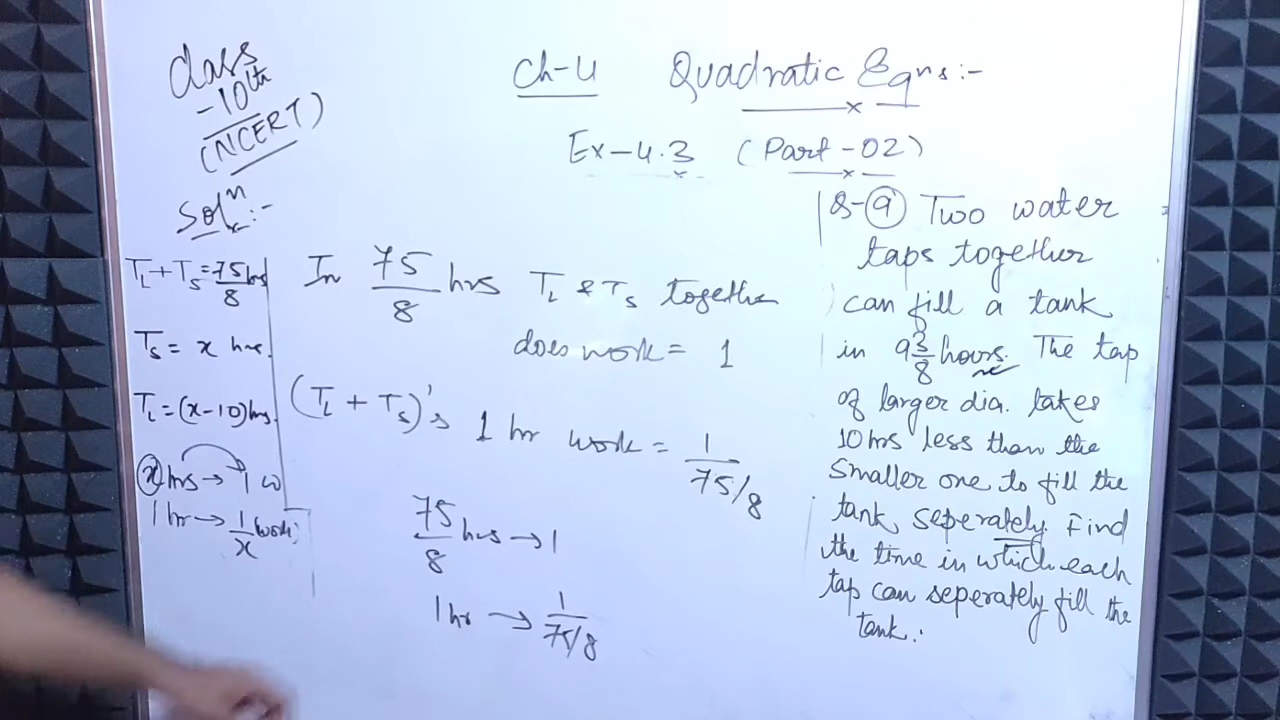 Class
-10th
(NCERT)
Ch-4 Quadratic Eqns:-
Ex-4.3 (Part-02)
Soln:-
TL+TS=75/8 hrs
TS= x hrs.
TL=(x-10)hrs.
x hrs→1 w
1 hr→1/x work
In 75/8 hrs TL & TS together
does work= 1
(TL + TS)'s 1 hr work = 1/75/8
75/8 hrs→1
1 hr→1/75/8
Q-9 Two water
taps together
can fill a tank
in 9 3/8 hours. The tap
of larger dia. takes
10 hrs less than the
smaller one to fill the
tank seperately. Find
the time in which each
tap can seperately fill the
tank.